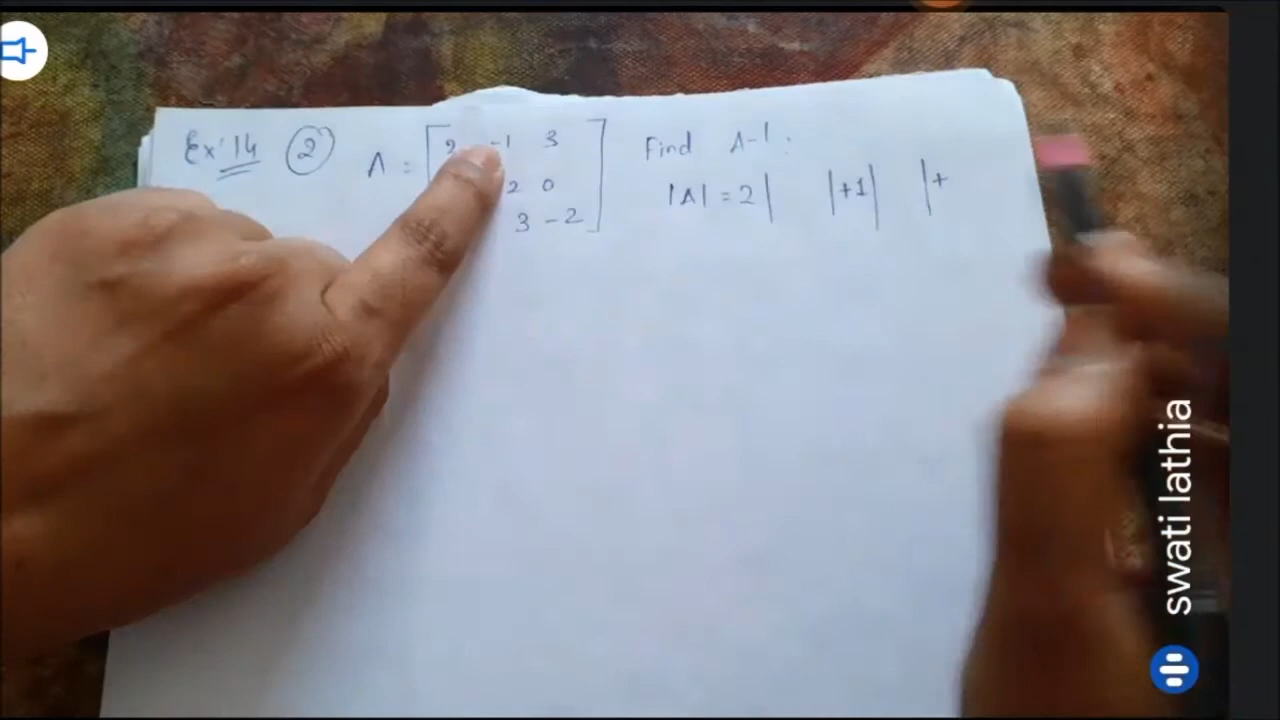 Ex: 14 ② A = [2 -1 3 Find A-1:
2 0 |A| = 2| |+1| |+
3 -2]
swati lathia